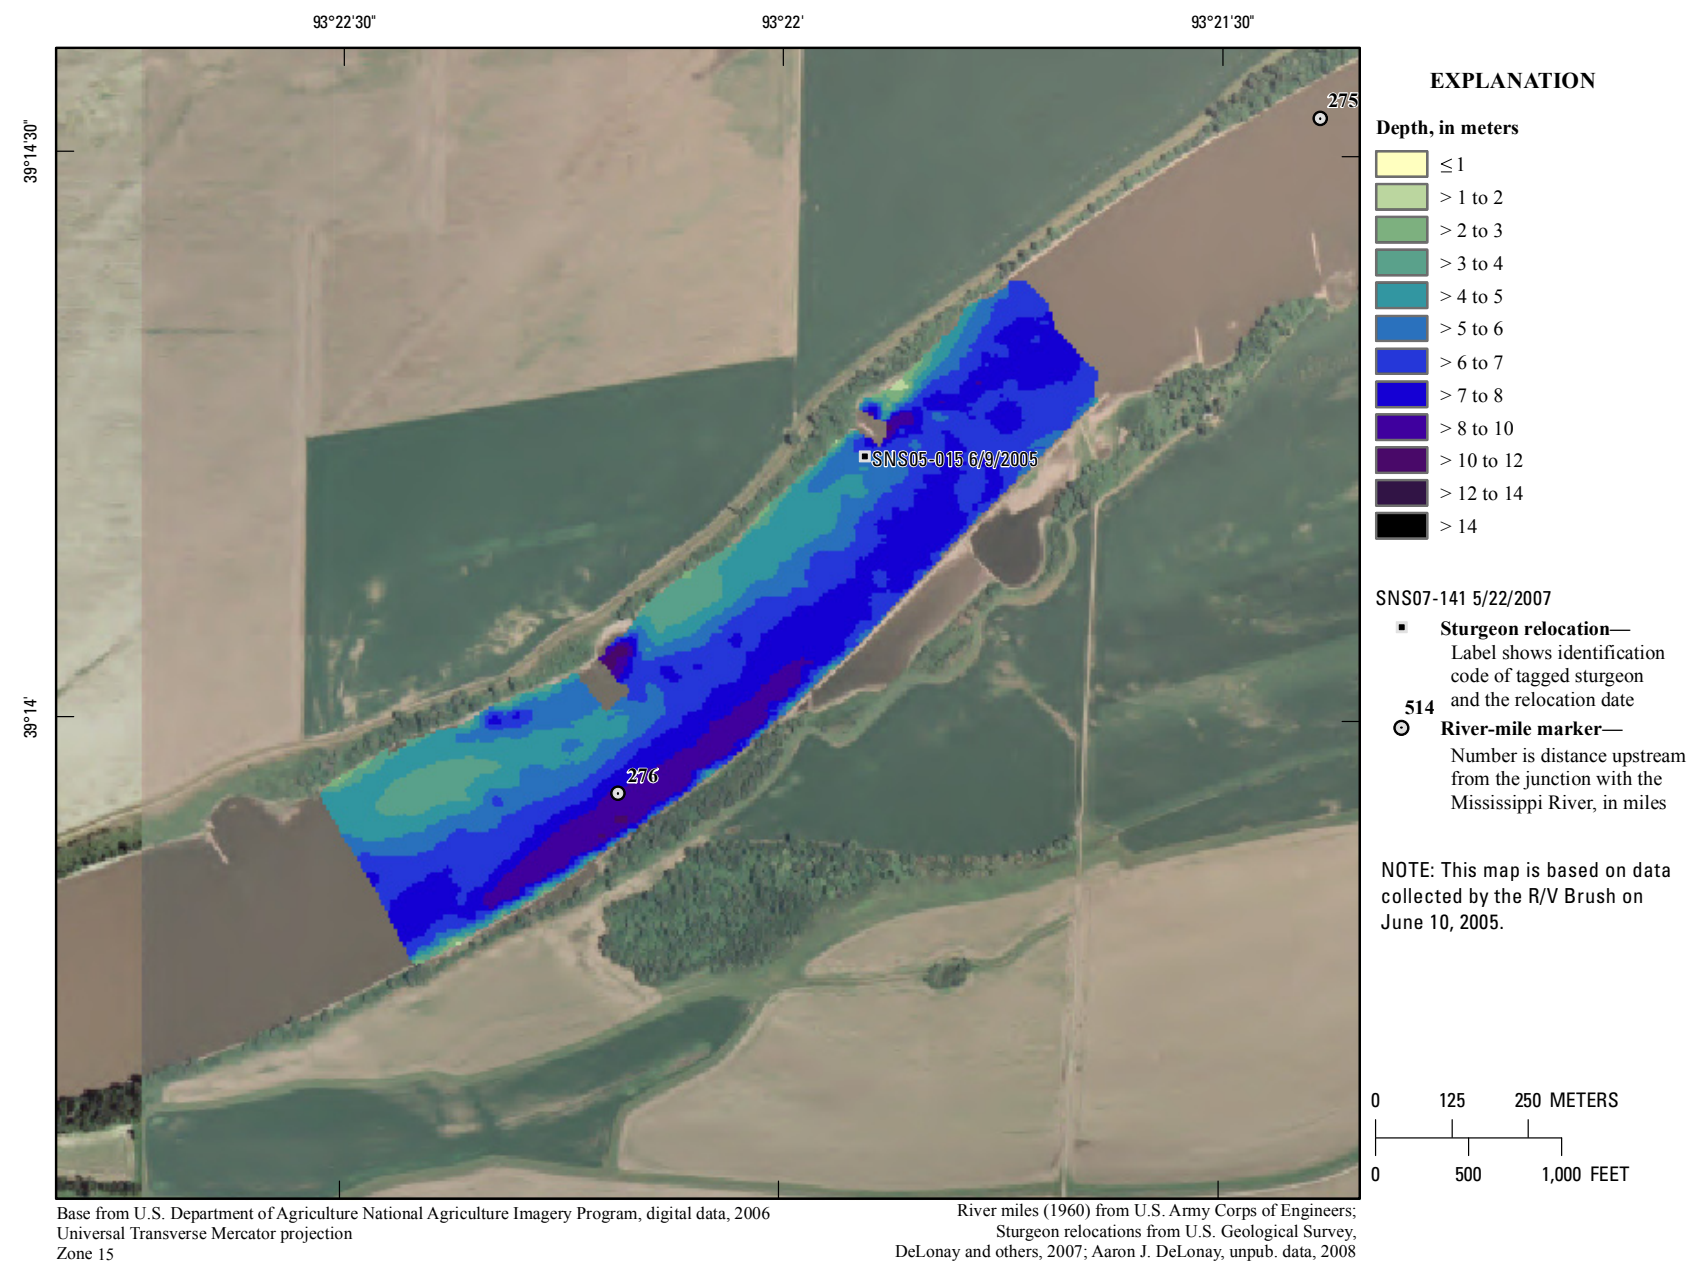 93°22'30"
93°22'
93°21'30"
39°14'30"
39°14'
275
SNS05-015 6/9/2005
276
EXPLANATION
Depth, in meters
≤ 1
> 1 to 2
> 2 to 3
> 3 to 4
> 4 to 5
> 5 to 6
> 6 to 7
> 7 to 8
> 8 to 10
> 10 to 12
> 12 to 14
> 14
SNS07-141 5/22/2007
Sturgeon relocation—
Label shows identification
code of tagged sturgeon
and the relocation date
514
River-mile marker—
Number is distance upstream
from the junction with the
Mississippi River, in miles
NOTE: This map is based on data
collected by the R/V Brush on
June 10, 2005.
0 125 250 METERS
0 500 1,000 FEET
Base from U.S. Department of Agriculture National Agriculture Imagery Program, digital data, 2006
Universal Transverse Mercator projection
Zone 15
River miles (1960) from U.S. Army Corps of Engineers;
Sturgeon relocations from U.S. Geological Survey,
DeLonay and others, 2007; Aaron J. DeLonay, unpub. data, 2008